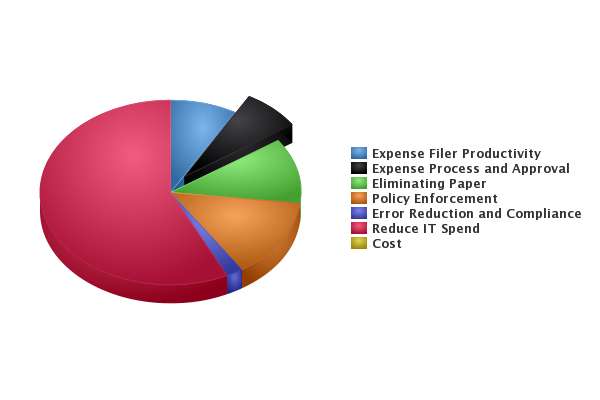 Expense Filer Productivity
Expense Process and Approval
Eliminating Paper
Policy Enforcement
Error Reduction and Compliance
Reduce IT Spend
Cost